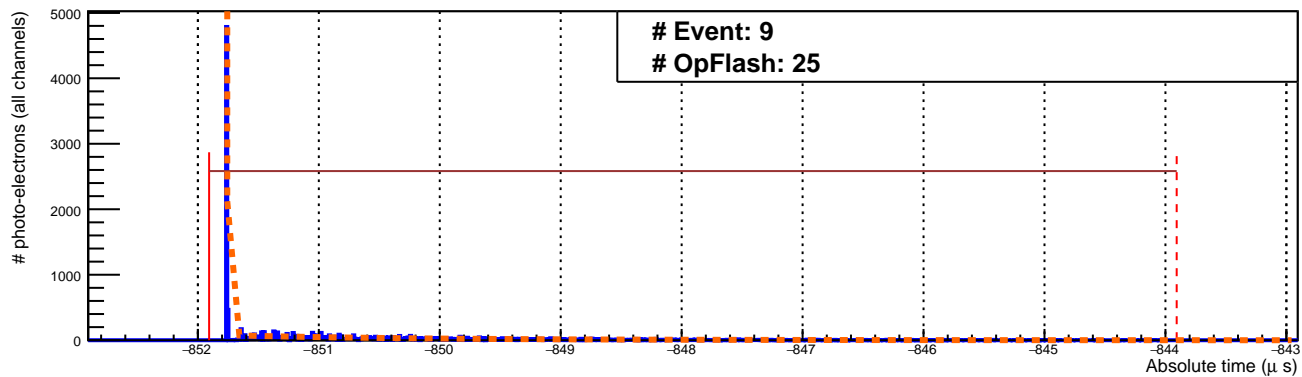 # Event: 9
# OpFlash: 25
# photo-electrons (all channels)
5000
4000
3000
2000
1000
0
−852 −851 −850 −849 −848 −847 −846 −845 −844 −843
Absolute time (μ s)